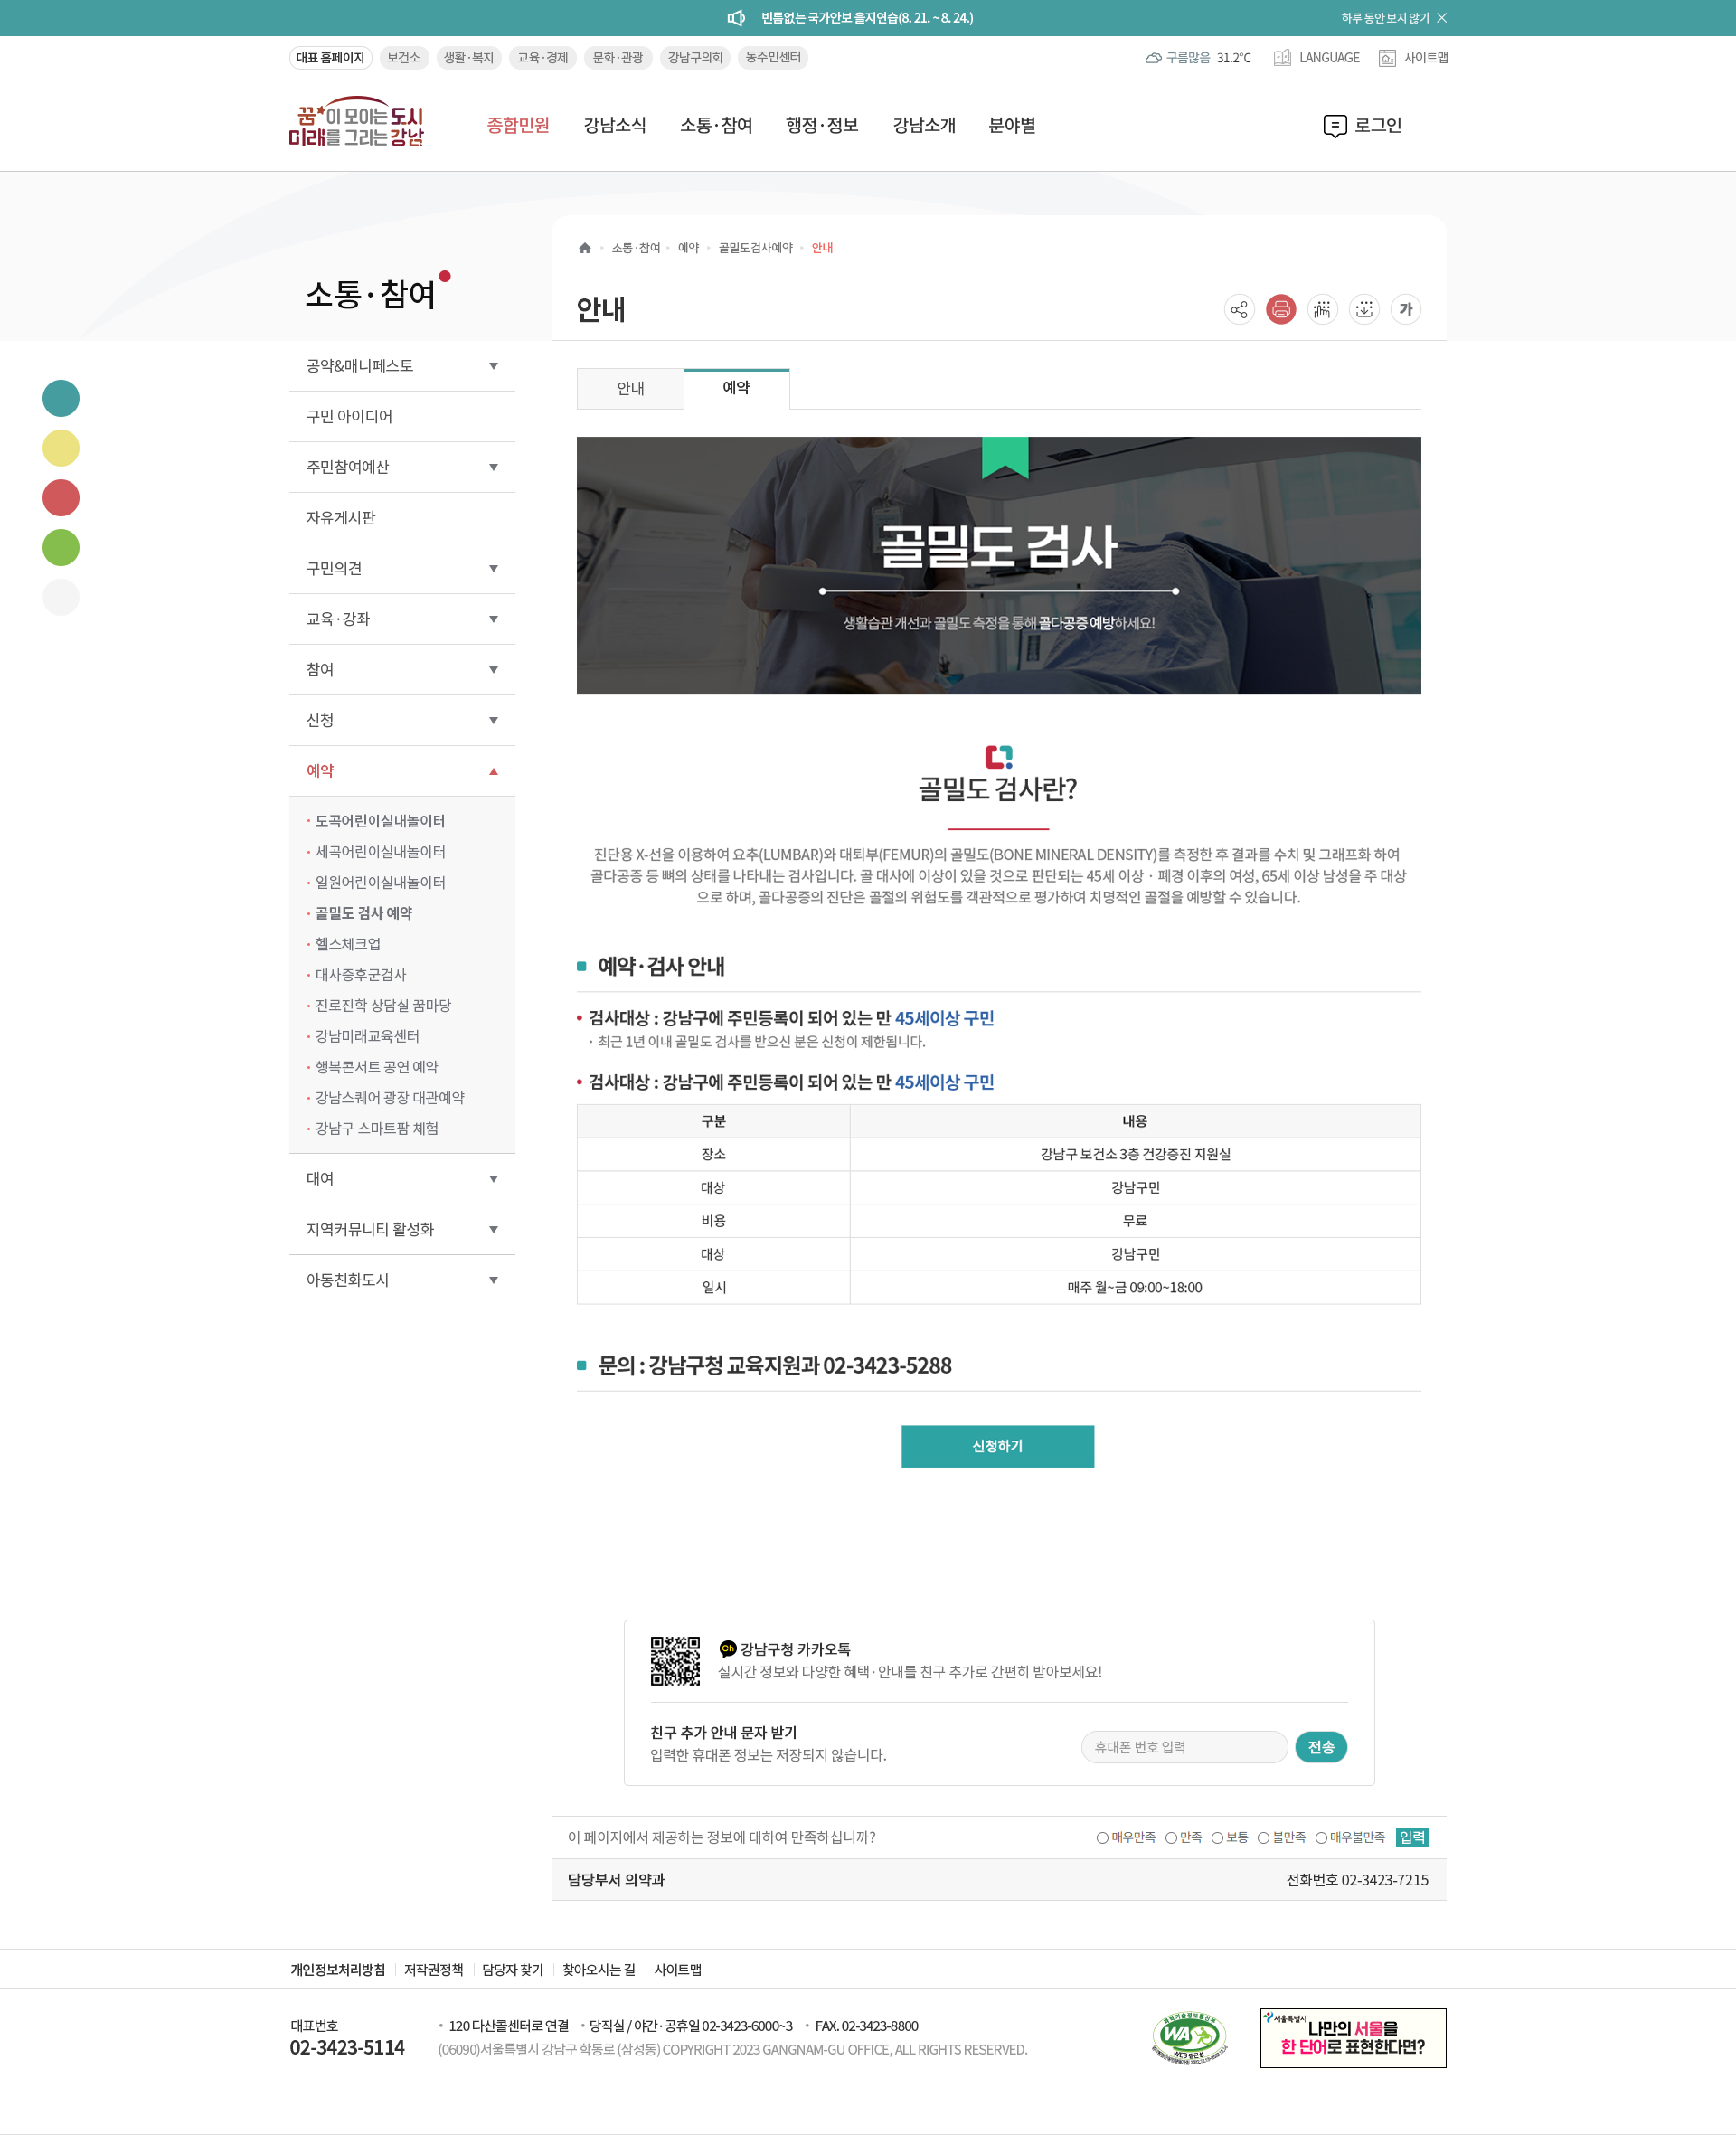 빈틈없는 국가안보 을지연습(8. 21. ~ 8. 24.)
하루 동안 보지 않기
대표 홈페이지 보건소 생활·복지 교육·경제 문화·관광 강남구의회 동주민센터
구름많음 31.2℃ LANGUAGE 사이트맵
꿈이 모이는 도시
미래를 그리는 강남
종합민원 강남소식 소통·참여 행정·정보 강남소개 분야별
로그인
소통·참여 예약 골밀도검사예약 안내
소통·참여
안내
가
공약&매니페스토
구민 아이디어
주민참여예산
자유게시판
구민의견
교육·강좌
참여
신청
예약
· 도곡어린이실내놀이터
· 세곡어린이실내놀이터
· 일원어린이실내놀이터
· 골밀도 검사 예약
· 헬스체크업
· 대사증후군검사
· 진로진학 상담실 꿈마당
· 강남미래교육센터
· 행복콘서트 공연 예약
· 강남스퀘어 광장 대관예약
· 강남구 스마트팜 체험
대여
지역커뮤니티 활성화
아동친화도시
안내 예약
골밀도 검사
생활습관 개선과 골밀도 측정을 통해 골다공증 예방하세요!
골밀도 검사란?
진단용 X-선을 이용하여 요추(LUMBAR)와 대퇴부(FEMUR)의 골밀도(BONE MINERAL DENSITY)를 측정한 후 결과를 수치 및 그래프화 하여
골다공증 등 뼈의 상태를 나타내는 검사입니다. 골 대사에 이상이 있을 것으로 판단되는 45세 이상 · 폐경 이후의 여성, 65세 이상 남성을 주 대상
으로 하며, 골다공증의 진단은 골절의 위험도를 객관적으로 평가하여 치명적인 골절을 예방할 수 있습니다.
예약·검사 안내
• 검사대상 : 강남구에 주민등록이 되어 있는 만 45세이상 구민
· 최근 1년 이내 골밀도 검사를 받으신 분은 신청이 제한됩니다.
• 검사대상 : 강남구에 주민등록이 되어 있는 만 45세이상 구민
구분 내용
장소 강남구 보건소 3층 건강증진 지원실
대상 강남구민
비용 무료
대상 강남구민
일시 매주 월~금 09:00~18:00
문의 : 강남구청 교육지원과 02-3423-5288
신청하기
Ch 강남구청 카카오톡
실시간 정보와 다양한 혜택·안내를 친구 추가로 간편히 받아보세요!
친구 추가 안내 문자 받기
입력한 휴대폰 정보는 저장되지 않습니다.
휴대폰 번호 입력 전송
이 페이지에서 제공하는 정보에 대하여 만족하십니까?
매우만족 만족 보통 불만족 매우불만족 입력
담당부서 의약과 전화번호 02-3423-7215
개인정보처리방침 저작권정책 담당자 찾기 찾아오시는 길 사이트맵
대표번호
02-3423-5114
• 120 다산콜센터로 연결 • 당직실 / 야간·공휴일 02-3423-6000~3 • FAX. 02-3423-8800
(06090)서울특별시 강남구 학동로 (삼성동) COPYRIGHT 2023 GANGNAM-GU OFFICE, ALL RIGHTS RESERVED.
과학기술정보통신부
WA
WEB 접근성
서울특별시
나만의 서울을
한 단어로 표현한다면?